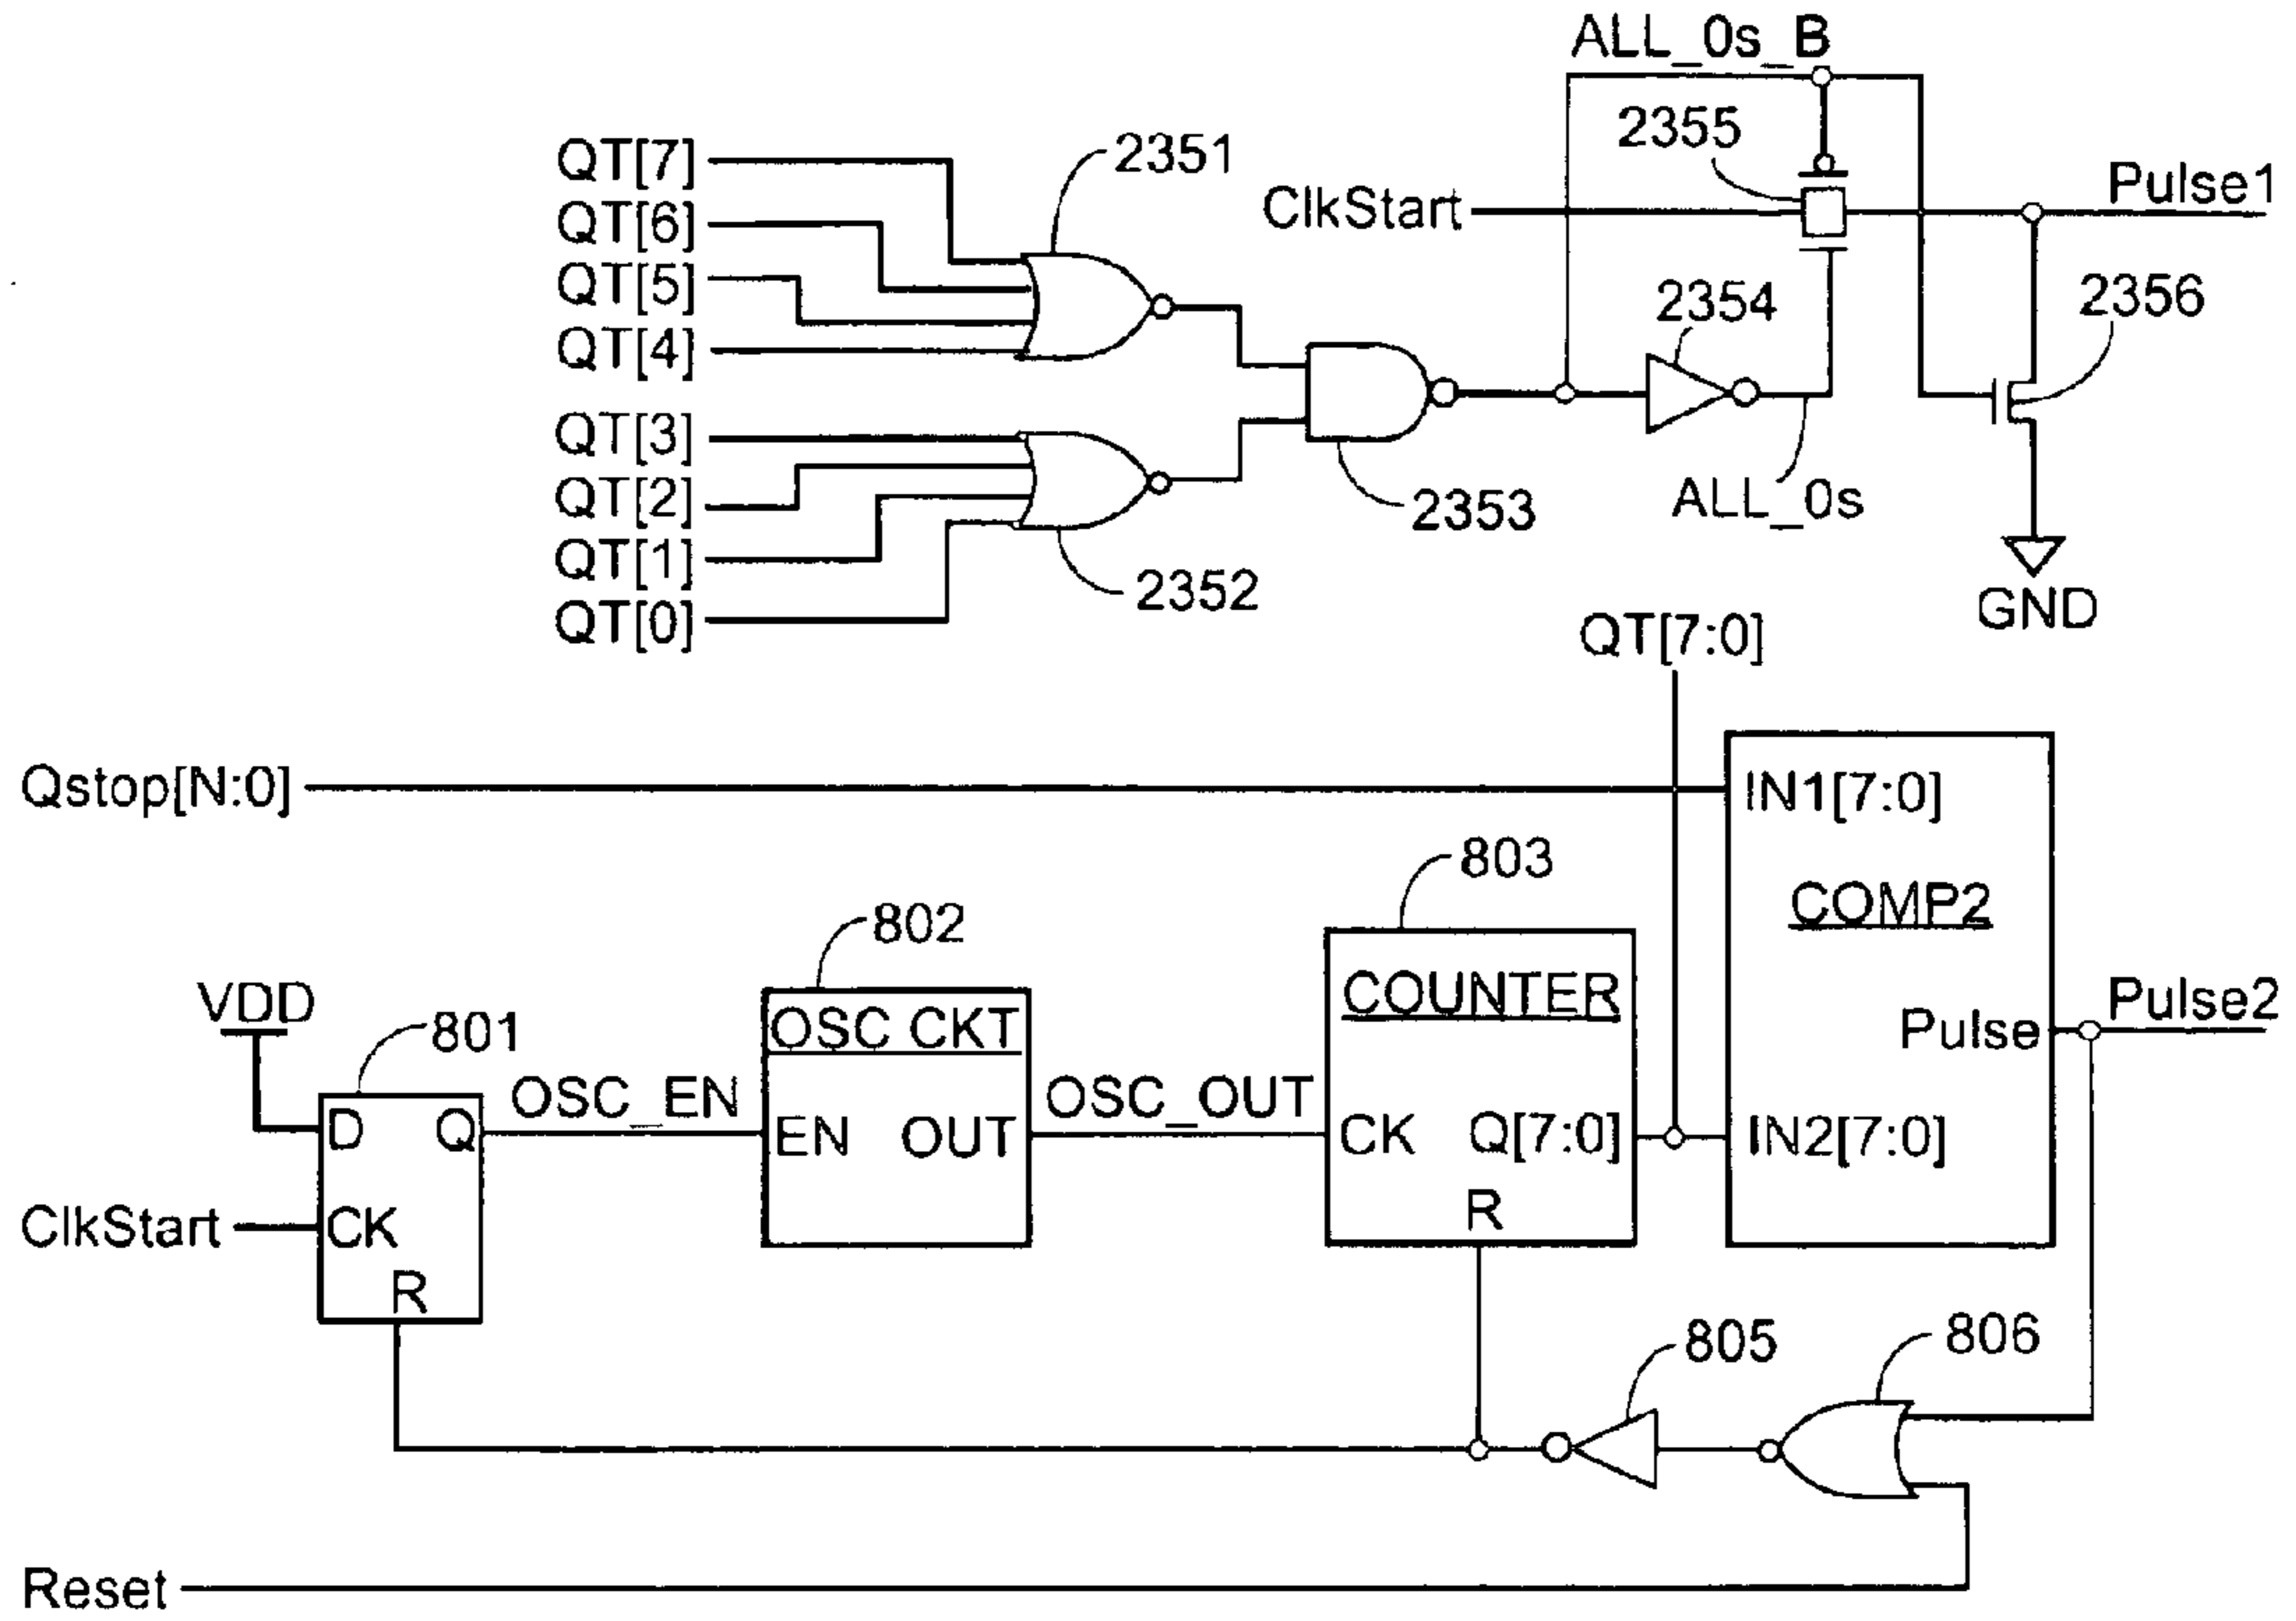 ALL_0s_B
2355
QT[7]
2351
QT[6]
ClkStart
Pulse1
QT[5]
2354
2356
QT[4]
QT[3]
QT[2]
2353
ALL_0s
QT[1]
2352
QT[0]
GND
QT[7:0]
Qstop[N:0]
IN1[7:0]
803
COMP2
802
VDD
801
OSC CKT
COUNTER
Pulse
Pulse2
D
Q
OSC_EN
EN
OUT
OSC_OUT
CK
Q[7:0]
IN2[7:0]
ClkStart
CK
R
R
805
806
Reset